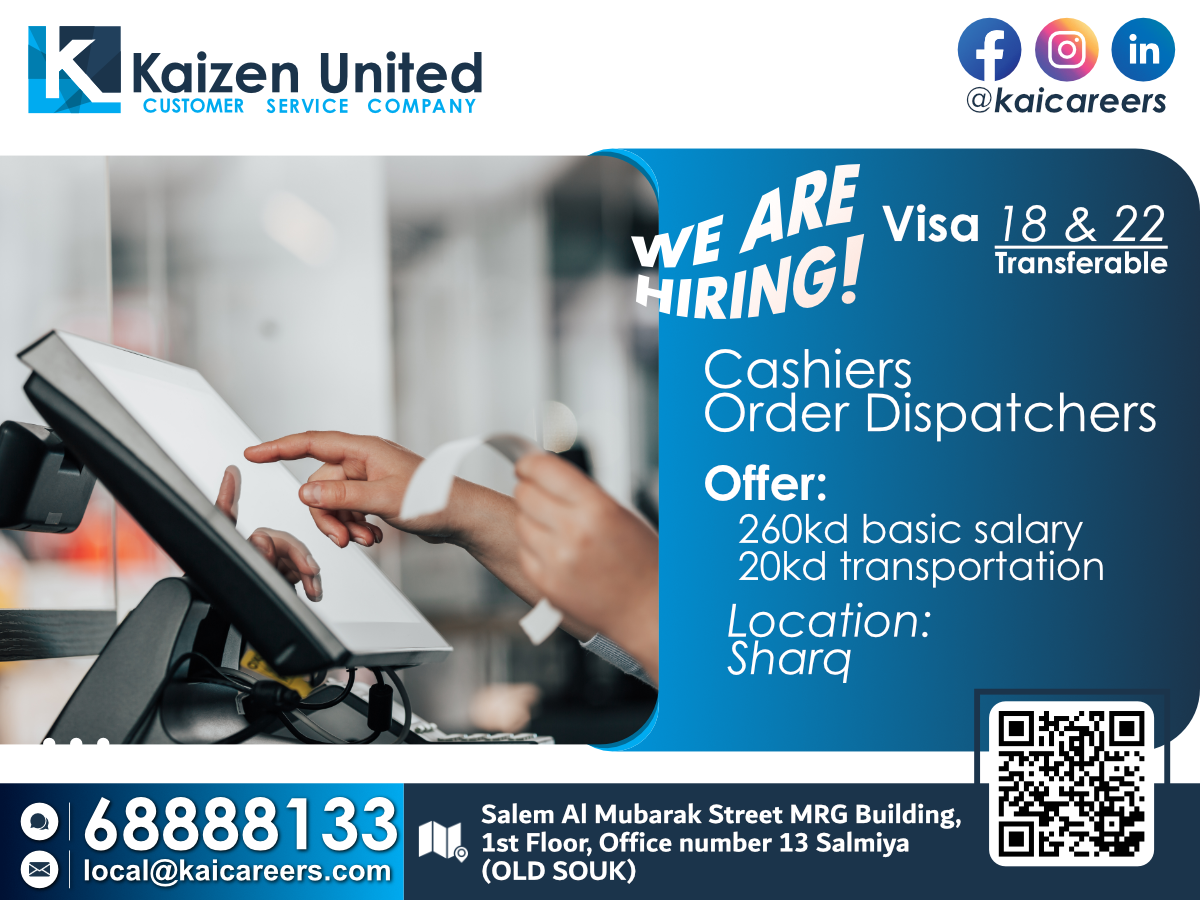 Kaizen United
CUSTOMER SERVICE COMPANY
@kaicareers
WE ARE
HIRING!
Visa 18 & 22
Transferable
Cashiers
Order Dispatchers
Offer:
260kd basic salary
20kd transportation
Location:
Sharq
68888133
local@kaicareers.com
Salem Al Mubarak Street MRG Building,
1st Floor, Office number 13 Salmiya
(OLD SOUK)